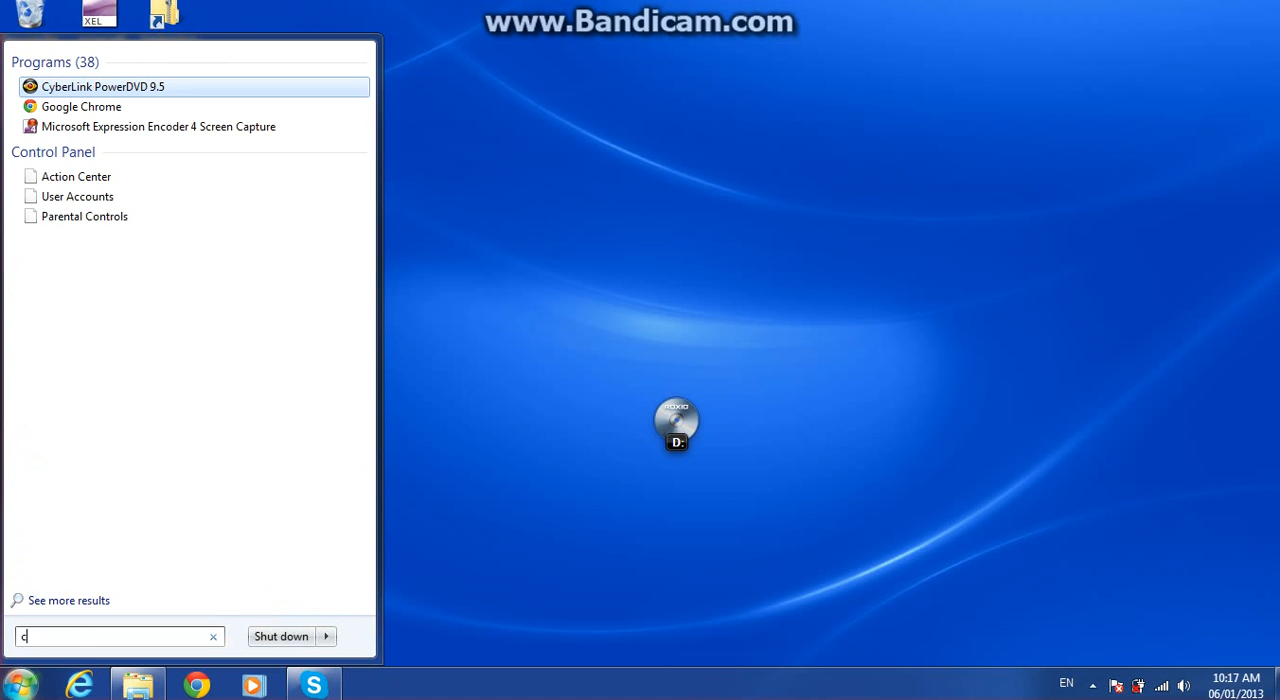 www.Bandicam.com
XEL
Programs (38)
CyberLink PowerDVD 9.5
Google Chrome
Microsoft Expression Encoder 4 Screen Capture
Control Panel
Action Center
User Accounts
Parental Controls
ROXIO
D:
See more results
c
Shut down
EN
10:17 AM
06/01/2013